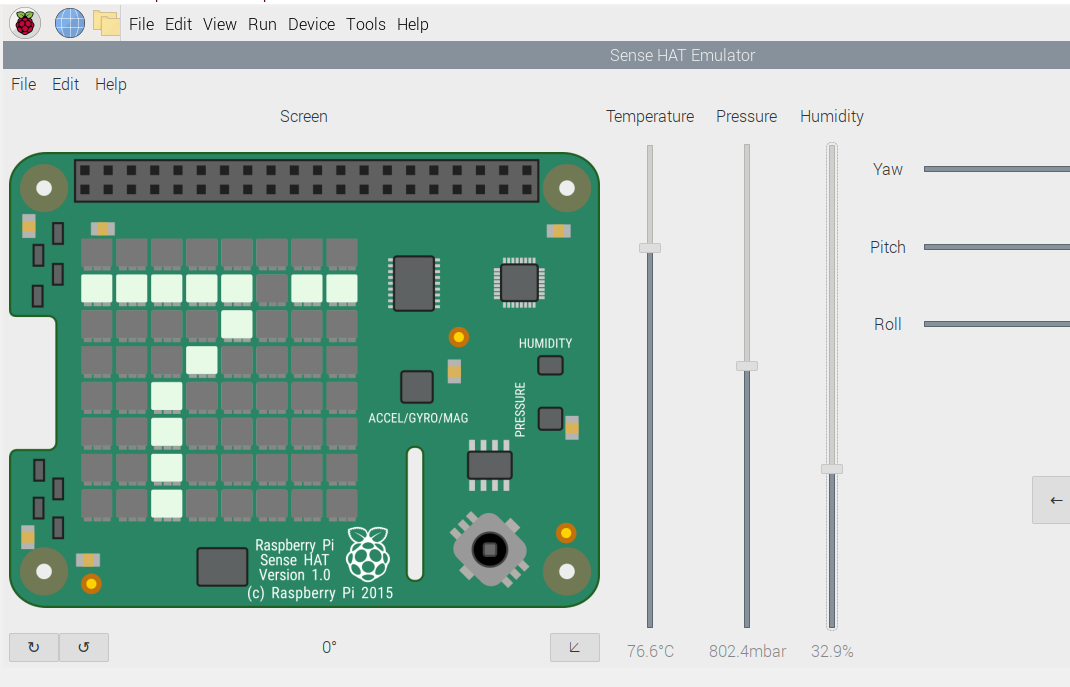 File Edit View Run Device Tools Help
Sense HAT Emulator
File Edit Help
Screen
Temperature Pressure Humidity
Yaw
Pitch
Roll
HUMIDITY
PRESSURE
ACCEL/GYRO/MAG
Raspberry Pi
Sense HAT
Version 1.0
(c) Raspberry Pi 2015
0°
76.6°C 802.4mbar 32.9%